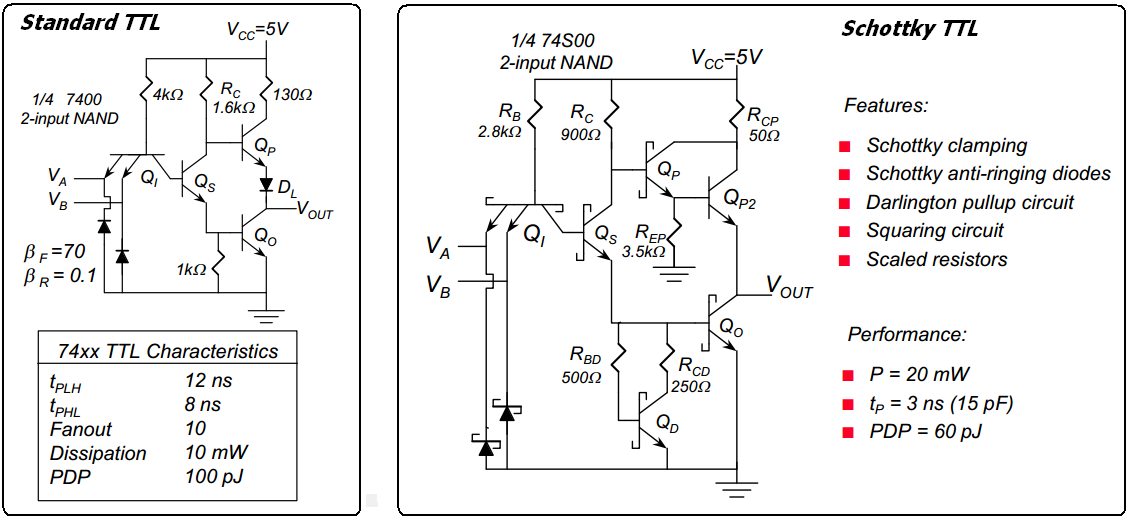 Standard TTL
VCC=5V
4kΩ
RC
1.6kΩ
130Ω
1/4 7400
2-input NAND
QP
VA
QI
QS
DL
VB
VOUT
QO
βF=70
βR = 0.1
1kΩ
74xx TTL Characteristics
tPLH 12 ns
tPHL 8 ns
Fanout 10
Dissipation 10 mW
PDP 100 pJ
Schottky TTL
1/4 74S00
2-input NAND
VCC=5V
RB
2.8kΩ
RC
900Ω
RCP
50Ω
QP
QP2
QI
QS
REP
3.5kΩ
VA
VB
VOUT
QO
RBD
500Ω
RCD
250Ω
QD
Features:
Schottky clamping
Schottky anti-ringing diodes
Darlington pullup circuit
Squaring circuit
Scaled resistors
Performance:
P = 20 mW
tP = 3 ns (15 pF)
PDP = 60 pJ